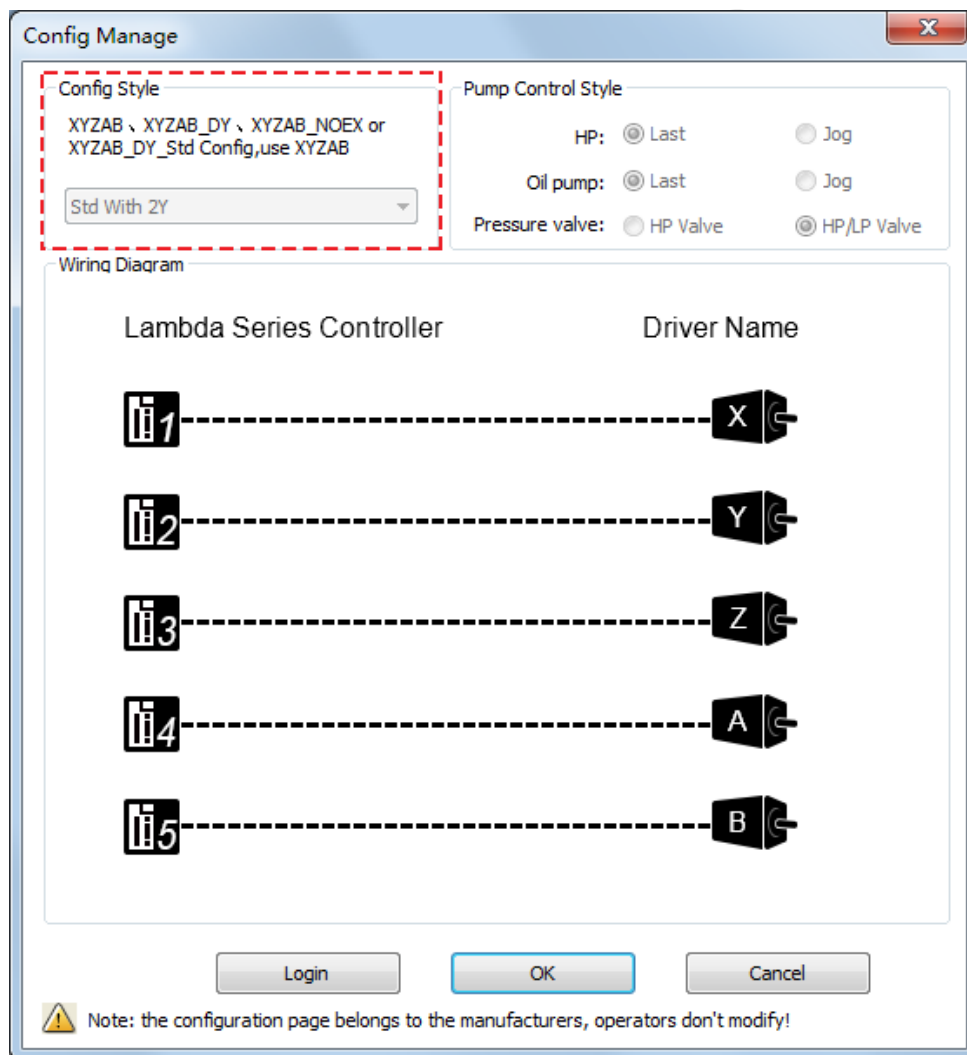 Config Manage
x
Config Style
XYZAB、XYZAB_DY、XYZAB_NOEX or
XYZAB_DY_Std Config,use XYZAB
Std With 2Y
Pump Control Style
HP: Last Jog
Oil pump: Last Jog
Pressure valve: HP Valve HP/LP Valve
Wiring Diagram
Lambda Series Controller Driver Name
1 X
2 Y
3 Z
4 A
5 B
Login OK Cancel
Note: the configuration page belongs to the manufacturers, operators don't modify!